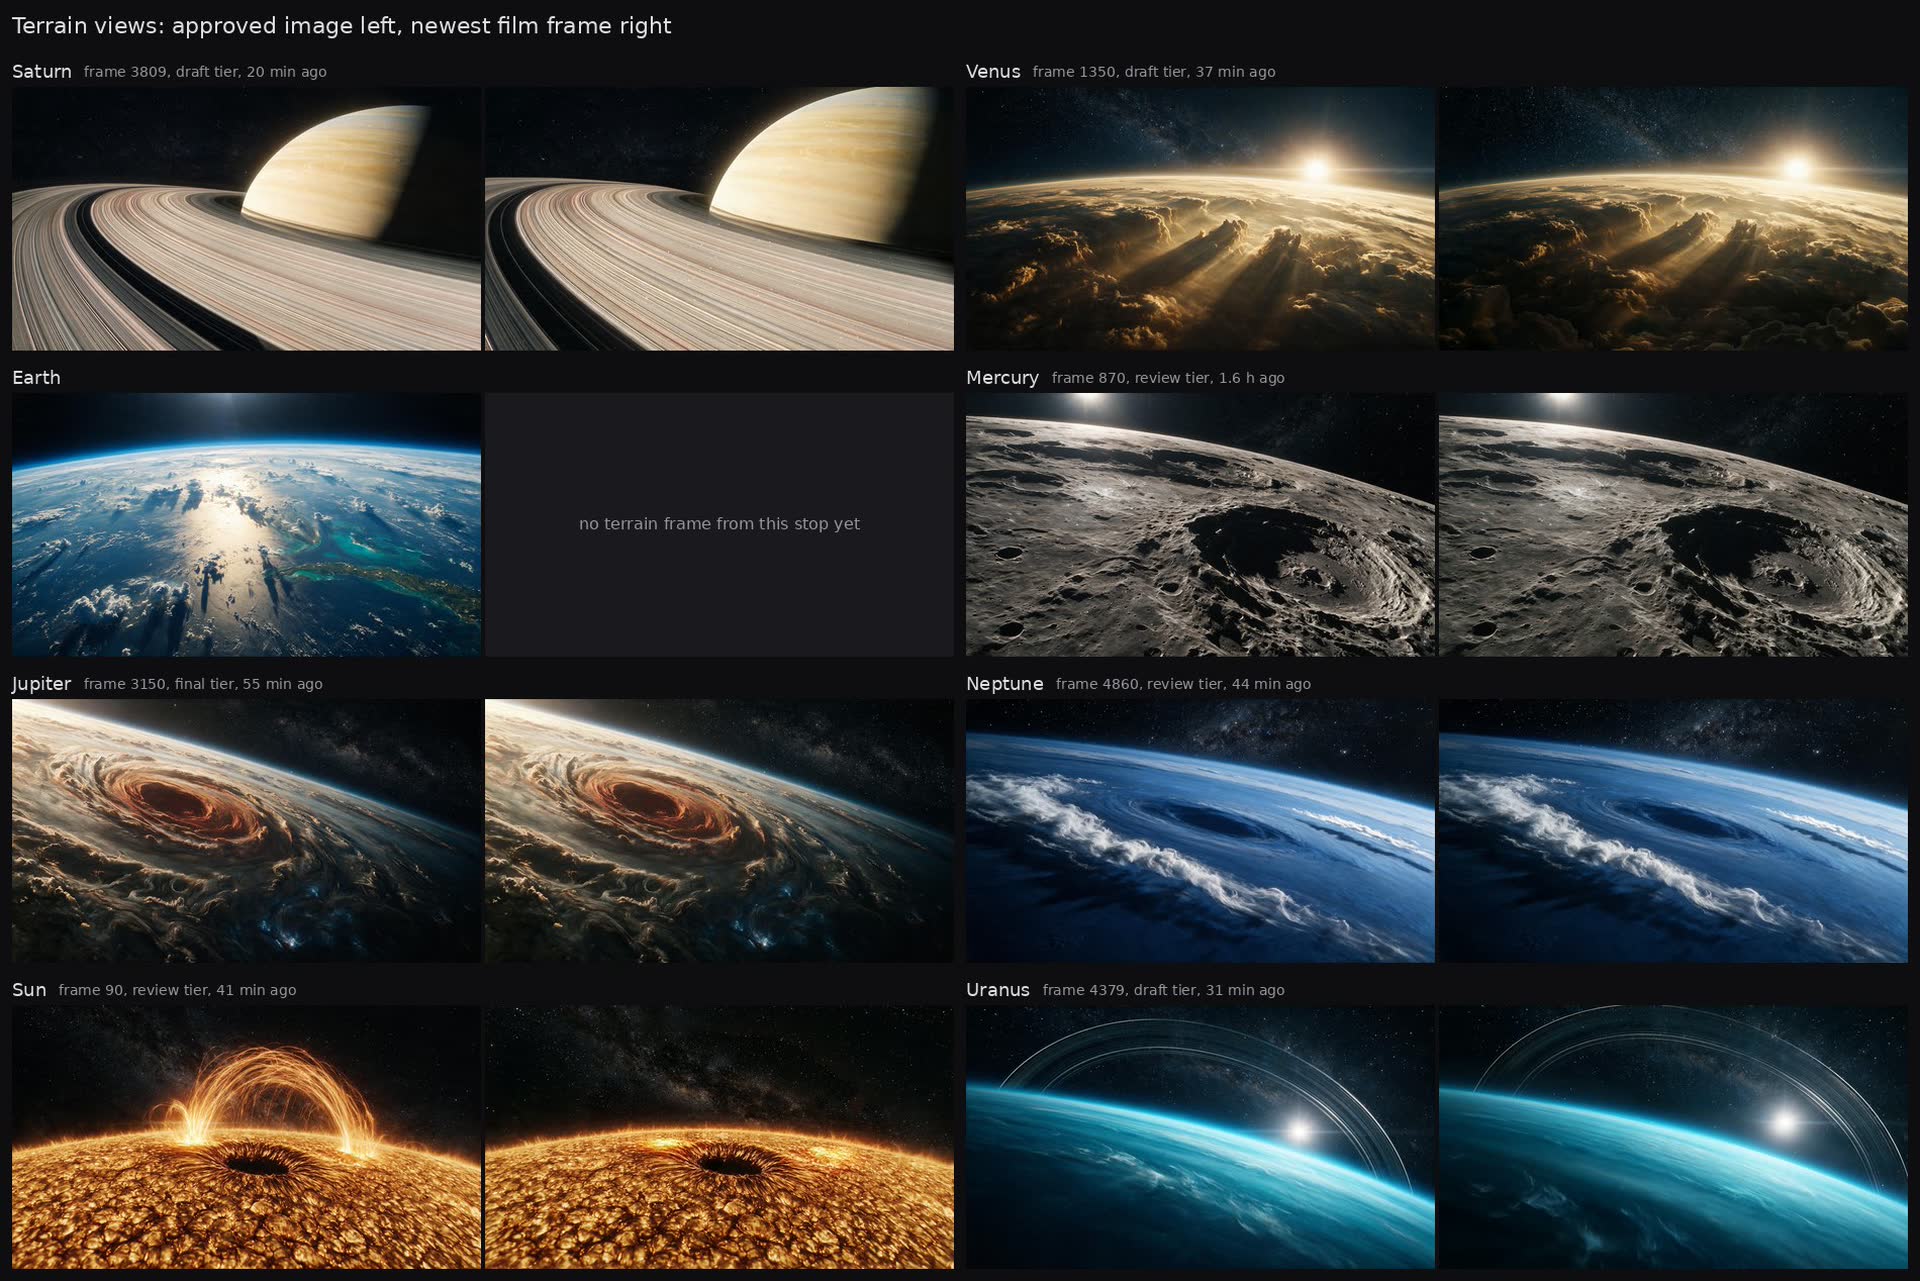 Terrain views: approved image left, newest film frame right
Saturn frame 3809, draft tier, 20 min ago
Venus frame 1350, draft tier, 37 min ago
Earth
Mercury frame 870, review tier, 1.6 h ago
no terrain frame from this stop yet
Jupiter frame 3150, final tier, 55 min ago
Neptune frame 4860, review tier, 44 min ago
Sun frame 90, review tier, 41 min ago
Uranus frame 4379, draft tier, 31 min ago